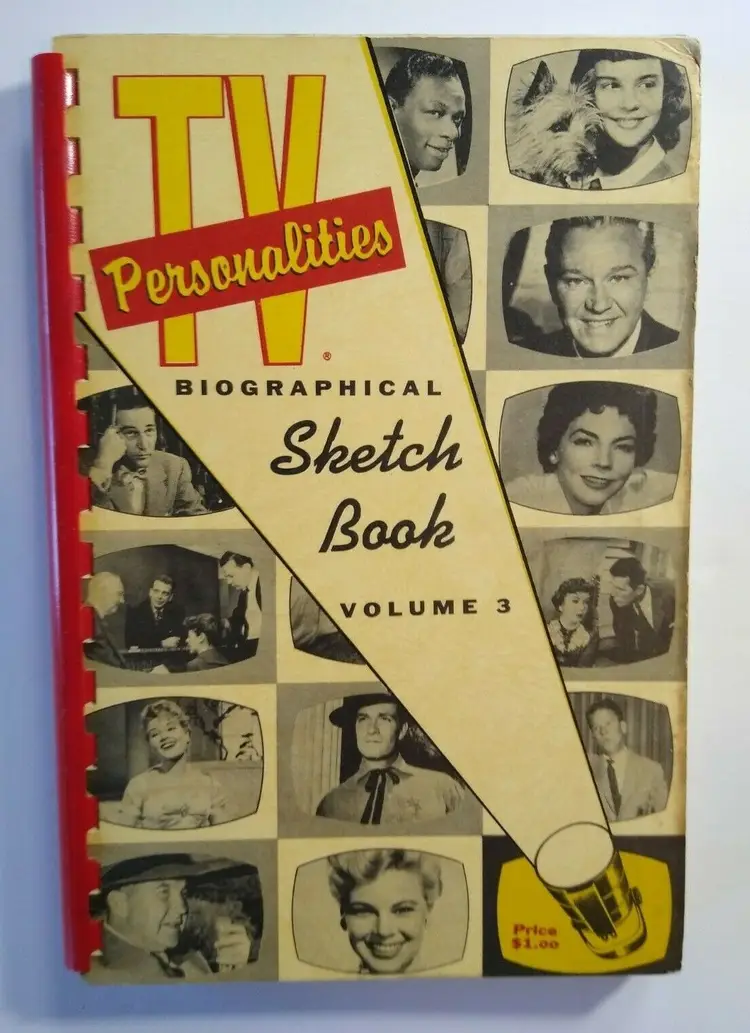 TV
Personalities
®
BIOGRAPHICAL
Sketch
Book
VOLUME 3
Price
$1.00